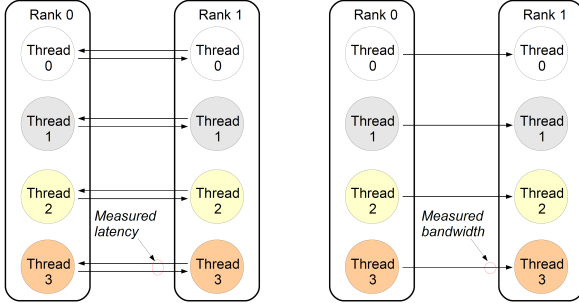 Rank 0
Rank 1
Thread
0
Thread
0
Thread
1
Thread
1
Thread
2
Thread
2
Measured
latency
Thread
3
Thread
3
Rank 0
Rank 1
Thread
0
Thread
0
Thread
1
Thread
1
Thread
2
Thread
2
Measured
bandwidth
Thread
3
Thread
3